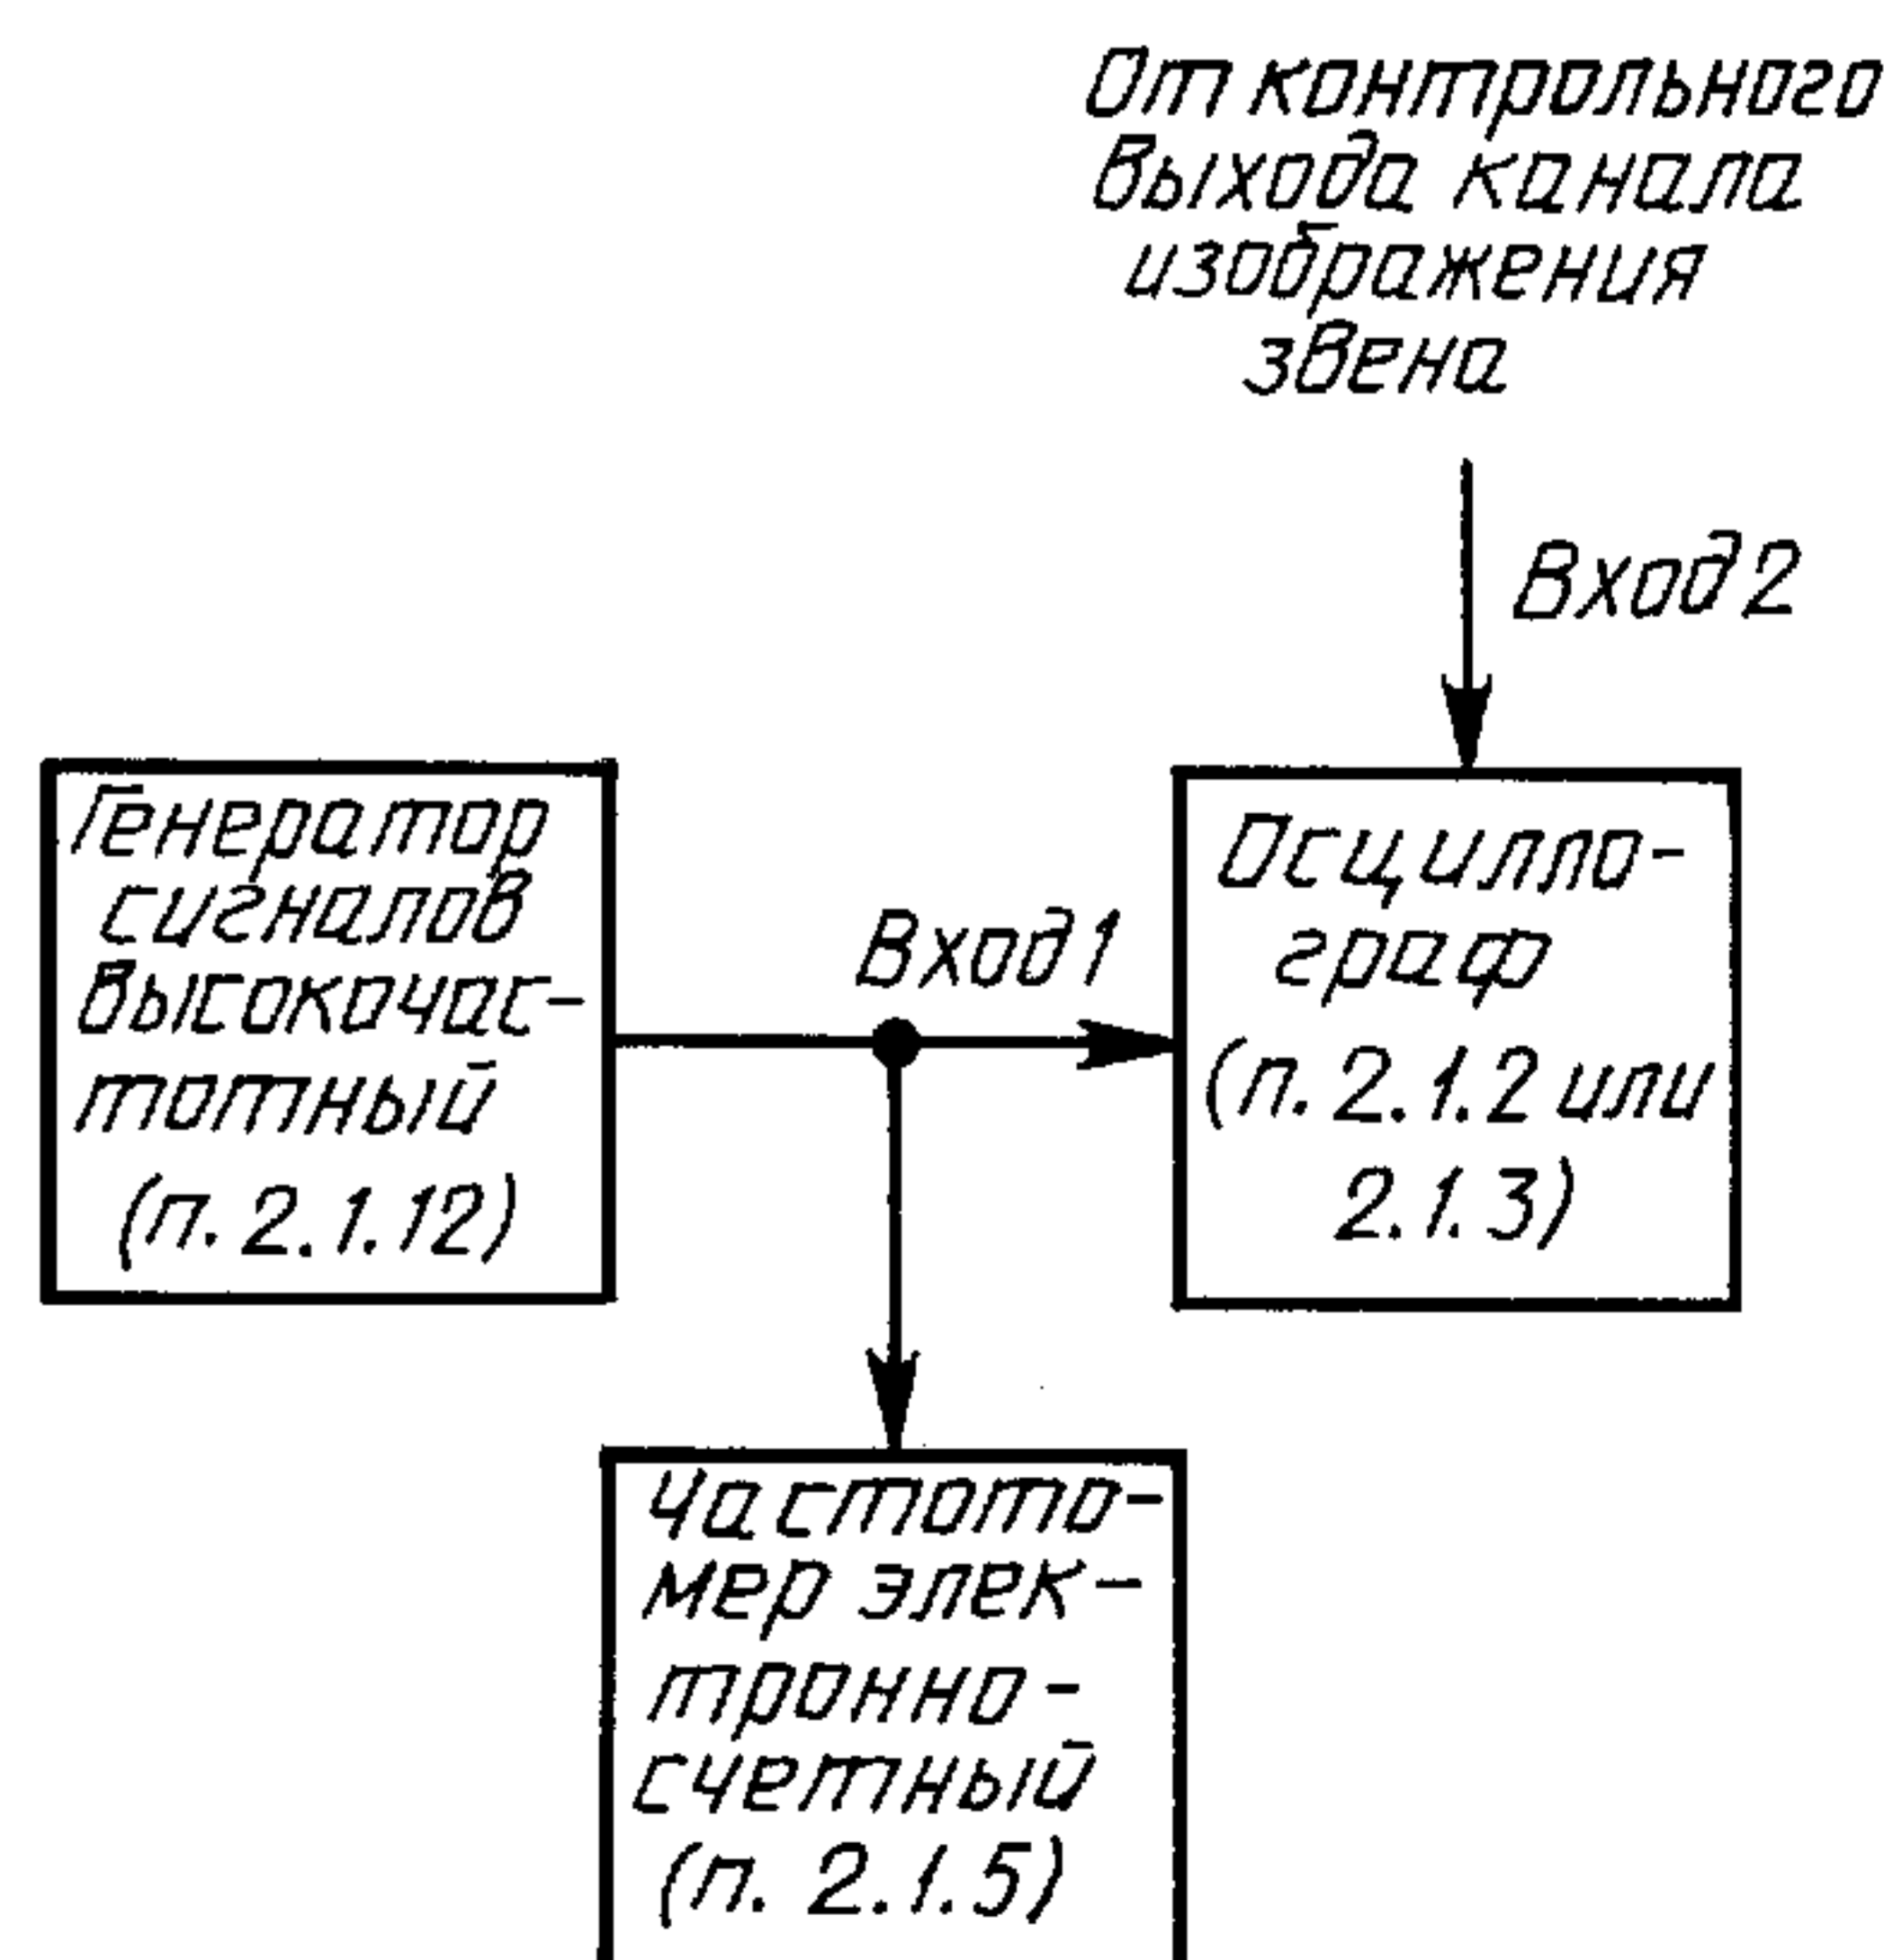 От контрольного
выхода канала
изображения
звена
Вход 2
Генератор
сигналов
высокочас-
тотный
(п. 2.1.12)
Вход 1
Осцилло-
граф
(п. 2.1.2 или
2.1.3)
Частото-
мер элек-
тронно-
счетный
(п. 2.1.5)